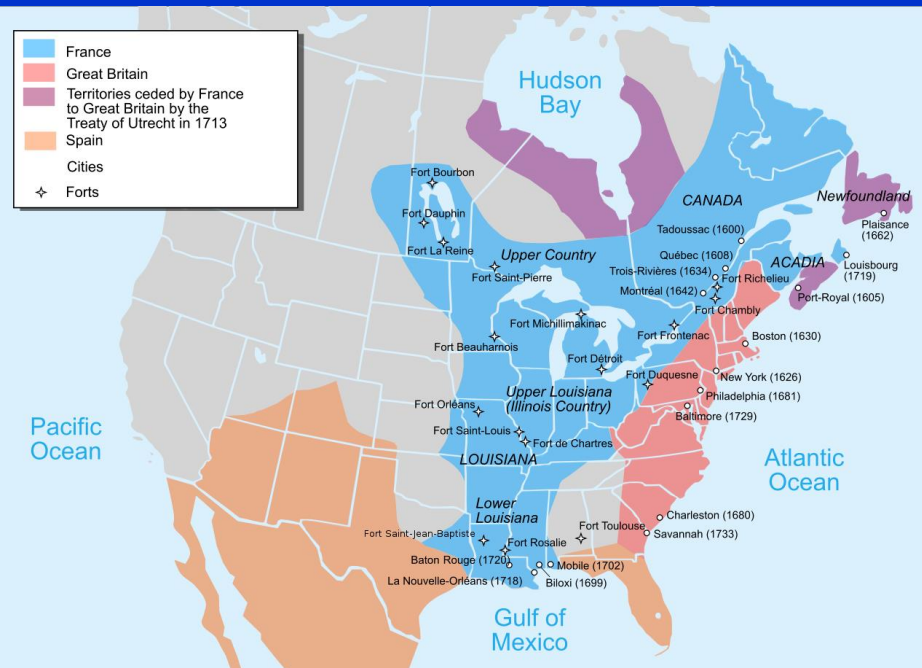 France
Great Britain
Territories ceded by France
to Great Britain by the
Treaty of Utrecht in 1713
Spain
Cities
Forts
Hudson
Bay
Fort Bourbon
Fort Dauphin
Fort La Reine
Upper Country
Fort Saint-Pierre
CANADA
Newfoundland
Plaisance
(1662)
Tadoussac (1600)
Québec (1608)
ACADIA
Louisbourg
(1719)
Trois-Rivières (1634)
Fort Richelieu
Montréal (1642)
Port-Royal (1605)
Fort Chambly
Fort Michillimakinac
Fort Frontenac
Boston (1630)
Fort Beauharnois
Fort Détroit
Fort Duquesne
New York (1626)
Upper Louisiana
(Illinois Country)
Philadelphia (1681)
Fort Orléans
Baltimore (1729)
Pacific
Ocean
Fort Saint-Louis
Fort de Chartres
LOUISIANA
Atlantic
Ocean
Lower
Louisiana
Charleston (1680)
Fort Toulouse
Savannah (1733)
Fort Saint-Jean-Baptiste
Fort Rosalie
Baton Rouge (1720)
Mobile (1702)
La Nouvelle-Orléans (1718)
Biloxi (1699)
Gulf of
Mexico